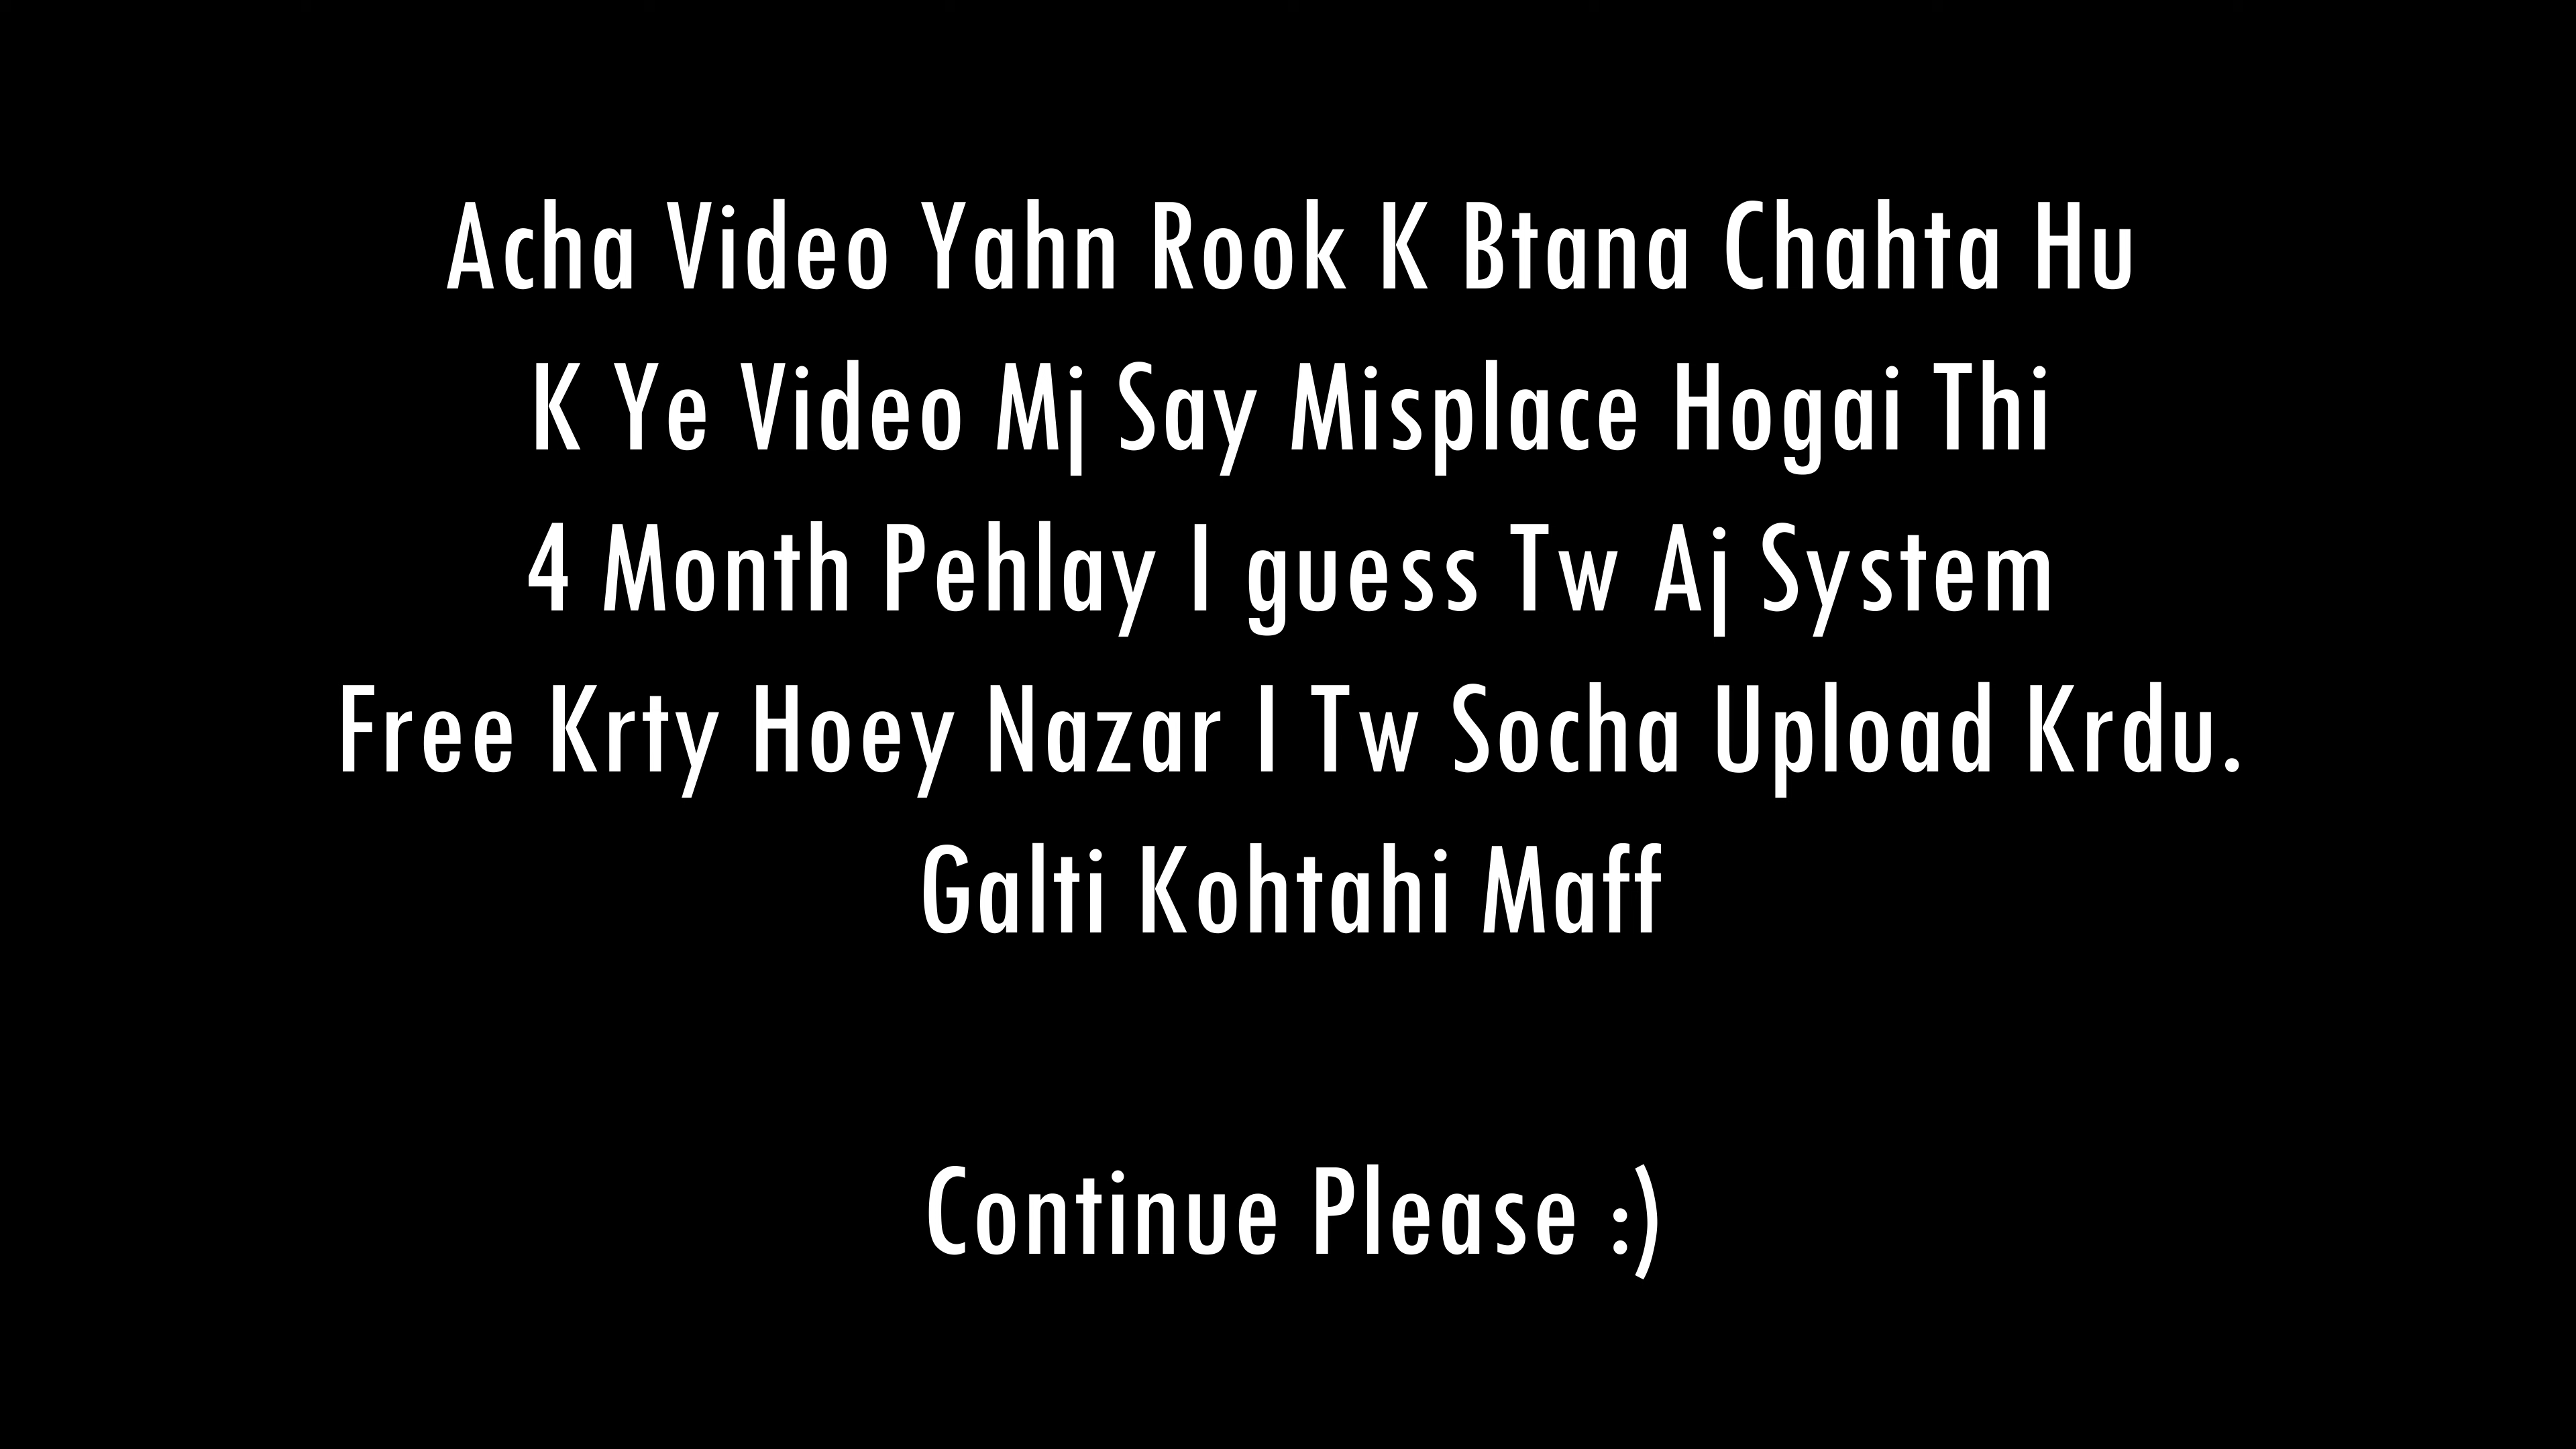 Acha Video Yahn Rook K Btana Chahta Hu
K Ye Video Mj Say Misplace Hogai Thi
4 Month Pehlay I guess Tw Aj System
Free Krty Hoey Nazar I Tw Socha Upload Krdu.
Galti Kohtahi Maff
Continue Please :)